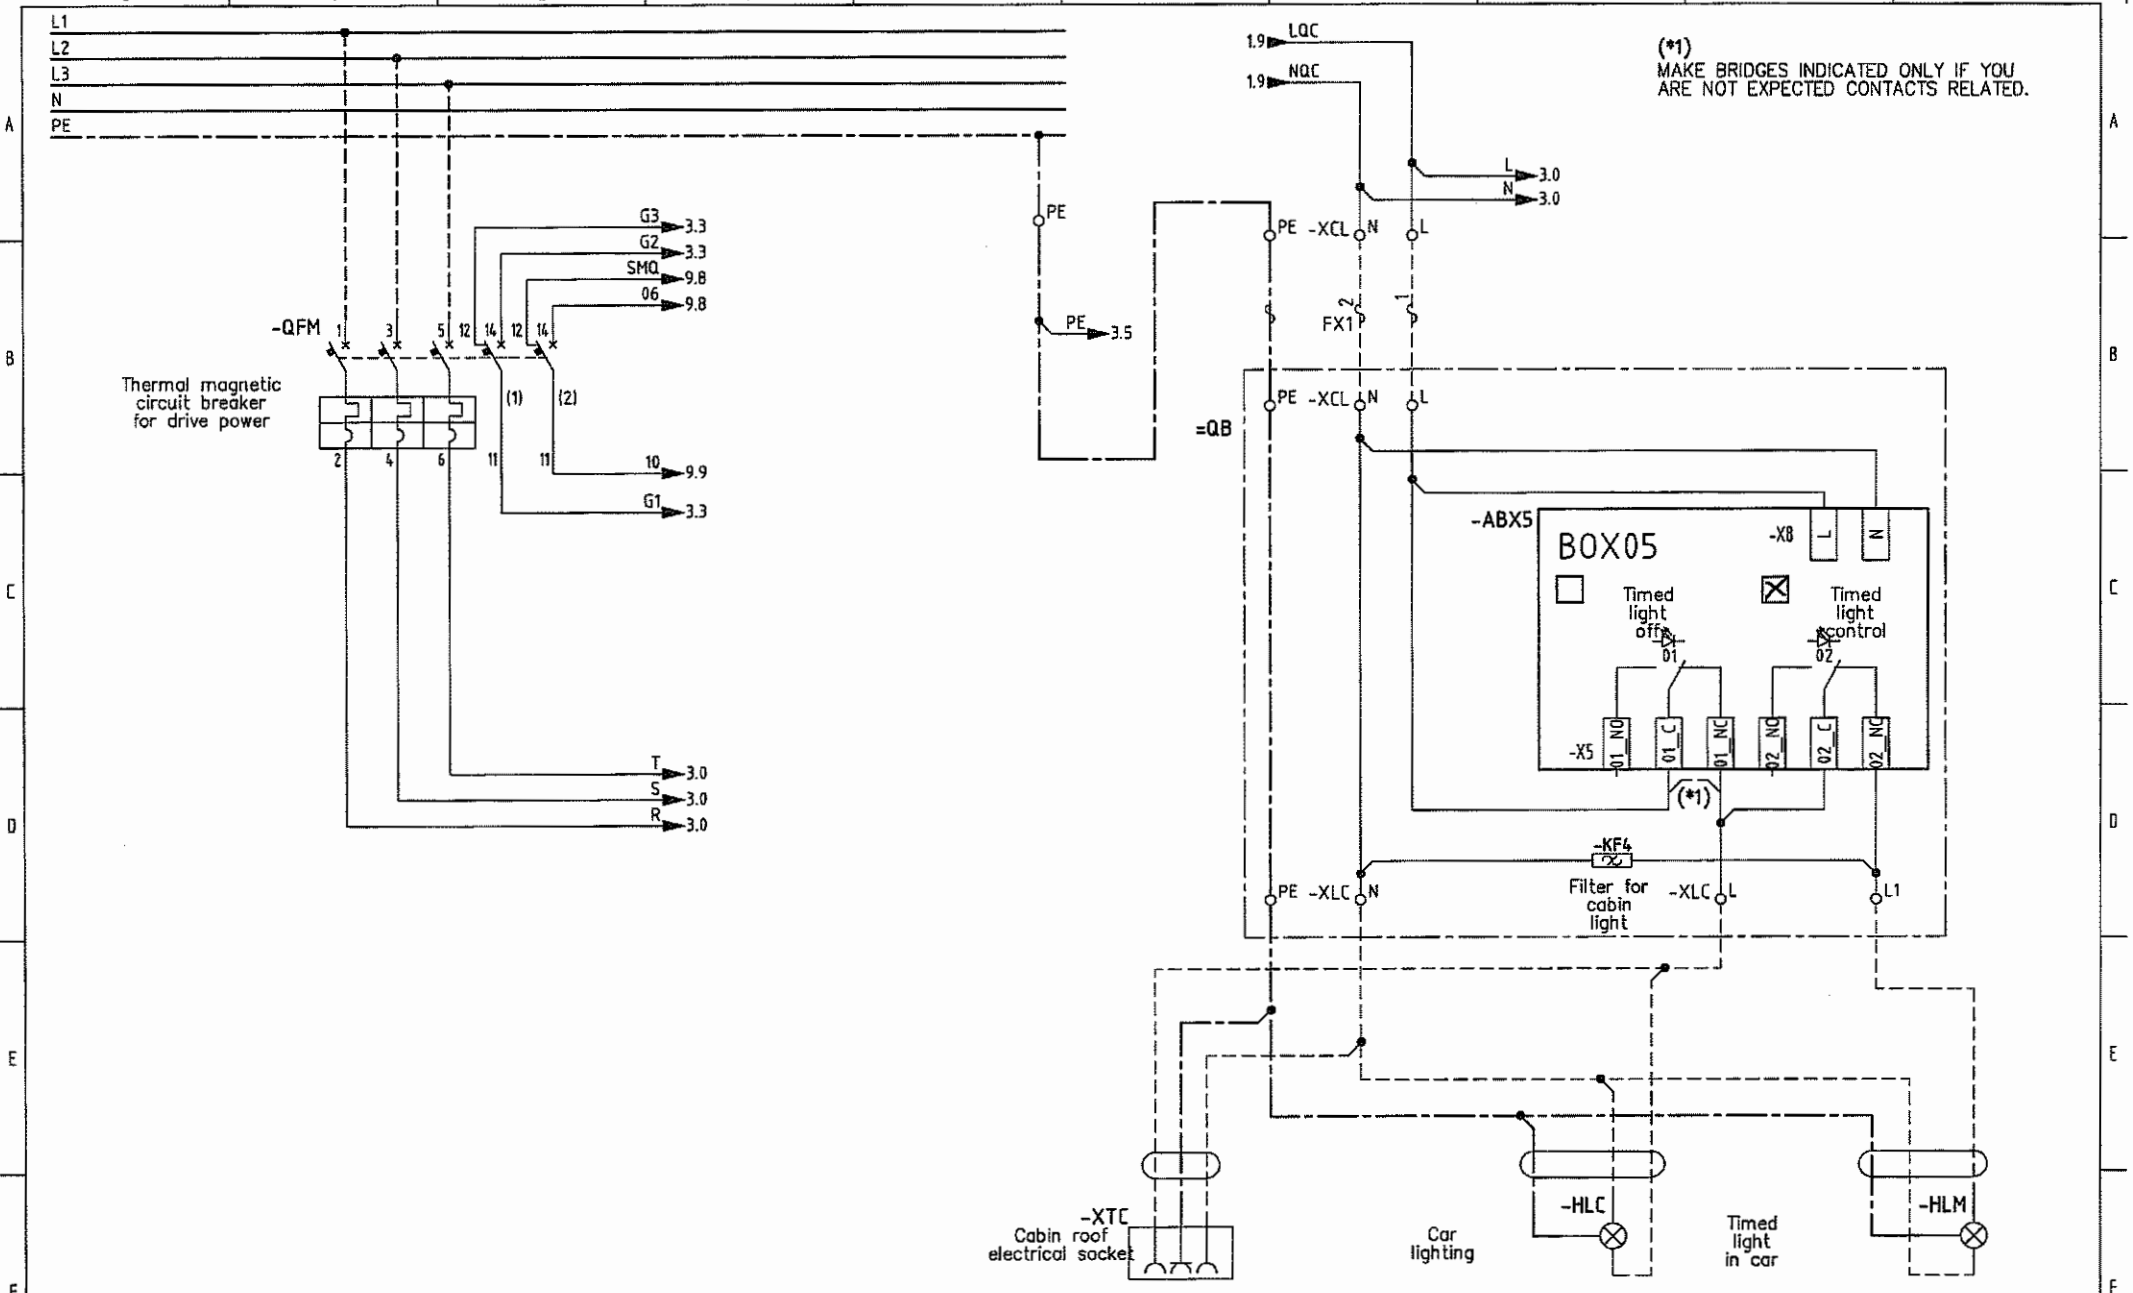 L1
L2
L3
N
PE
A
B
C
D
E
F
1.9 LQC
1.9 NQC
(*1)
MAKE BRIDGES INDICATED ONLY IF YOU
ARE NOT EXPECTED CONTACTS RELATED.
A
B
C
D
E
F
L 3.0
N 3.0
PE
PE 3.5
G3 3.3
G2 3.3
SMQ 9.8
06 9.8
-QFM 1 3 5 12 14 12 14
Thermal magnetic
circuit breaker
for drive power
(1) (2)
2 4 6 11 11
10 9.9
G1 3.3
T 3.0
S 3.0
R 3.0
PE -XCL N L
FX1 2 1
PE -XCL N L
=QB
-ABX5
BOX05
-X8 L N
Timed
light
off
Timed
light
control
01 02
-X5 01_NO 01_C 01_NC 02_NO 02_C 02_NC
(*1)
-KF4
Filter for
cabin
light
PE -XLC N -XLC L L1
-XTC
Cabin roof
electrical socket
Car
lighting
-HLC
Timed
light
in car
-HLM